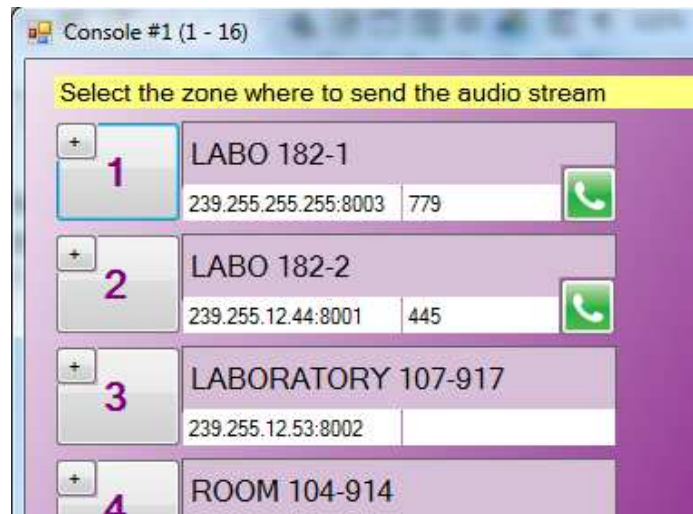 Console #1 (1 - 16)
Select the zone where to send the audio stream
+
1
LABO 182-1
239.255.255.255:8003 779
+
2
LABO 182-2
239.255.12.44:8001 445
+
3
LABORATORY 107-917
239.255.12.53:8002
+
4
ROOM 104-914